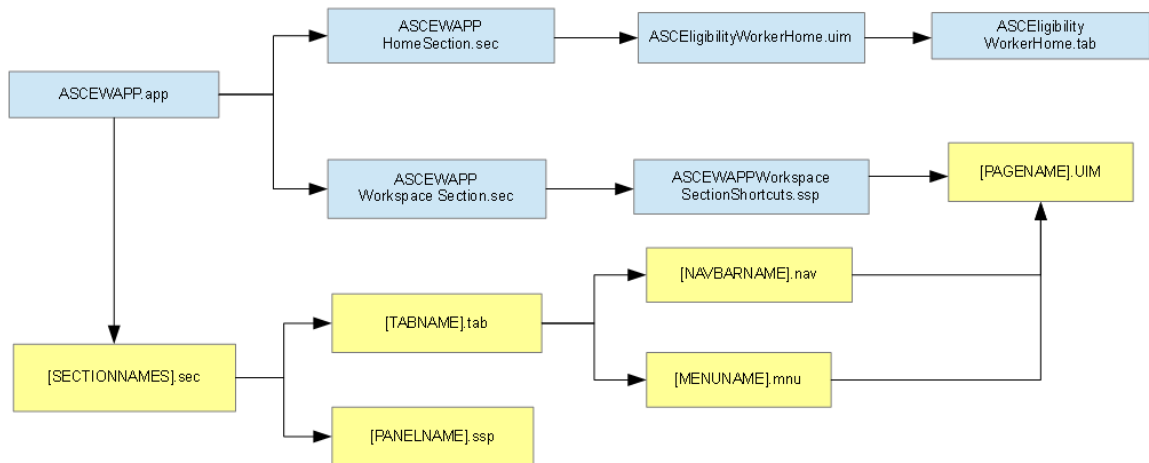 ASCEWAPP
HomeSection.sec
ASCEligibilityWorkerHome.uim
ASCEligibility
WorkerHome.tab
ASCEWAPP.app
ASCEWAPP
Workspace Section.sec
ASCEWAPPWorkspace
SectionShortcuts.ssp
[PAGENAME].UIM
[NAVBARNAME].nav
[TABNAME].tab
[SECTIONNAMES].sec
[MENUNAME].mnu
[PANELNAME].ssp